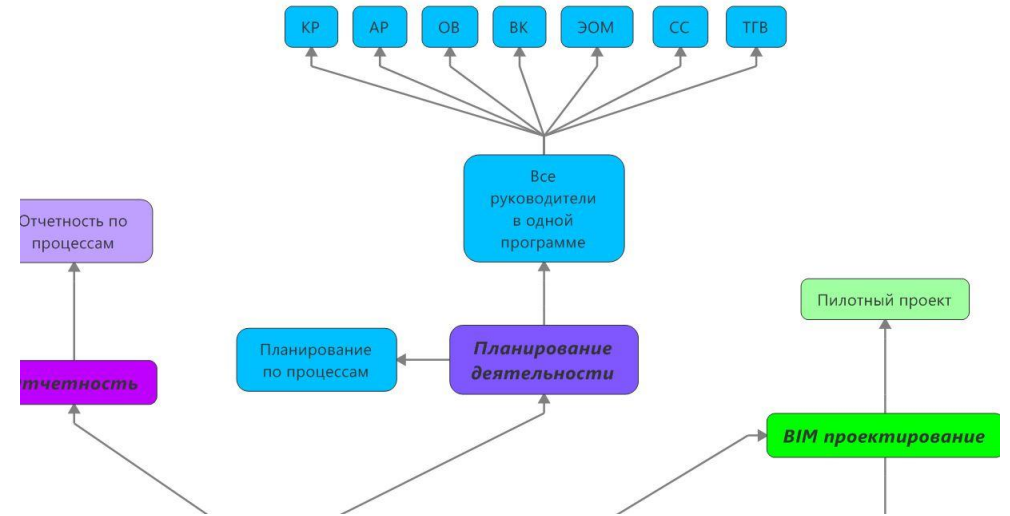 КР
АР
ОВ
ВК
ЭОМ
СС
ТГВ
Все
руководители
в одной
программе
Отчетность по
процессам
Пилотный проект
Планирование
по процессам
Планирование
деятельности
тчетность
BIM проектирование